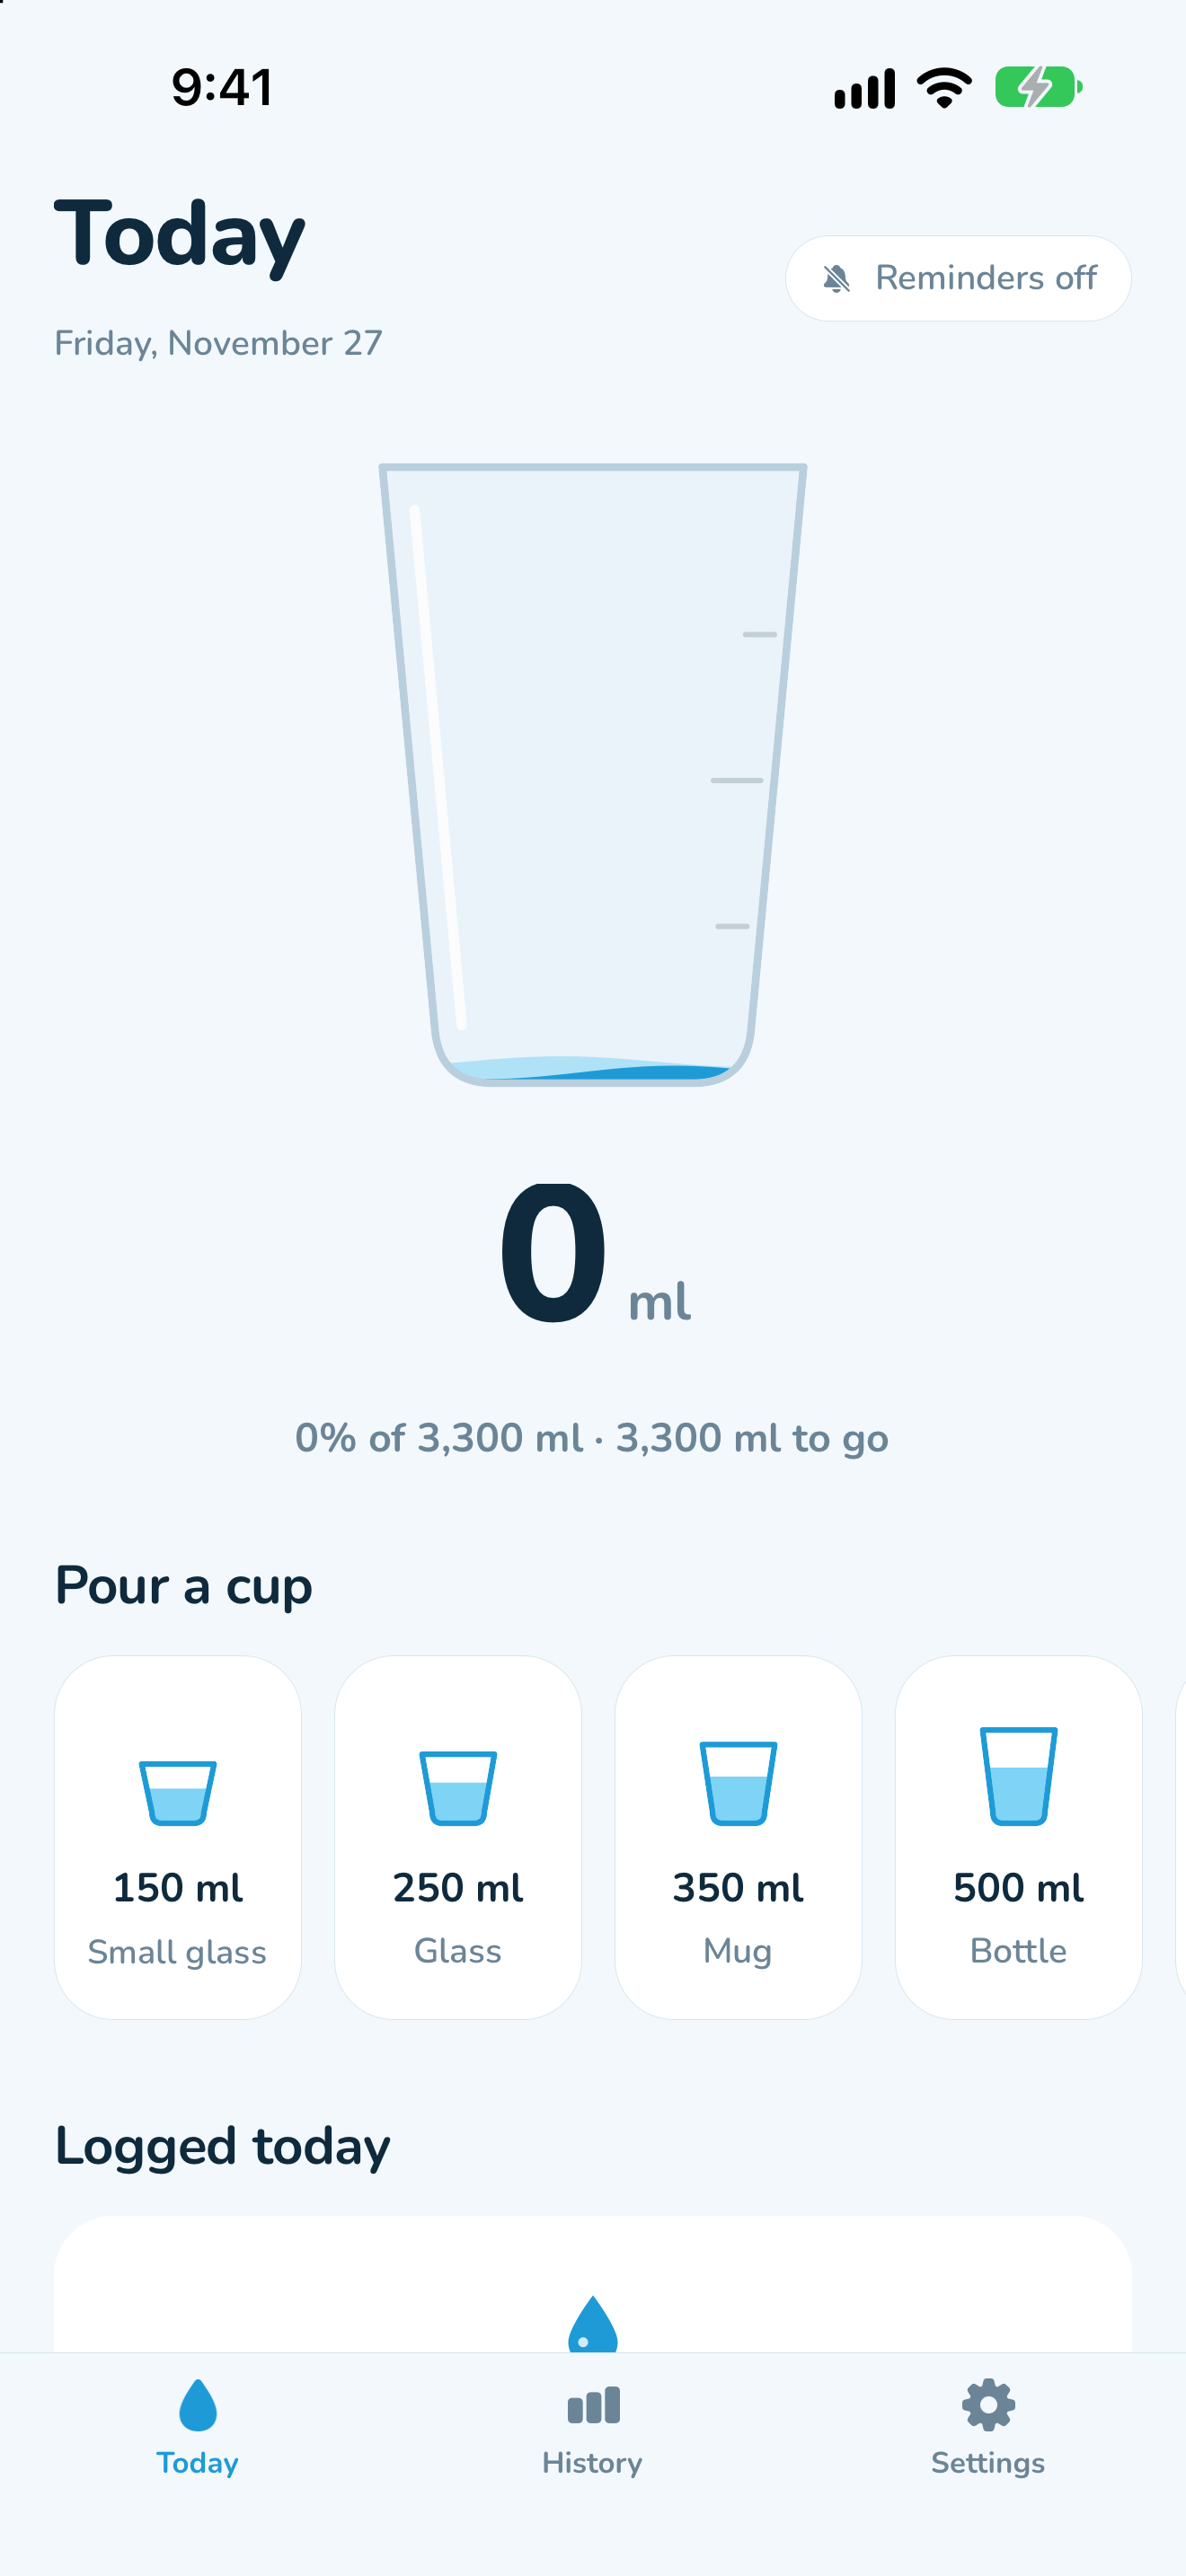 9:41
Today
Reminders off
Friday, November 27
0 ml
0% of 3,300 ml · 3,300 ml to go
Pour a cup
150 ml
Small glass
250 ml
Glass
350 ml
Mug
500 ml
Bottle
Logged today
Today
History
Settings